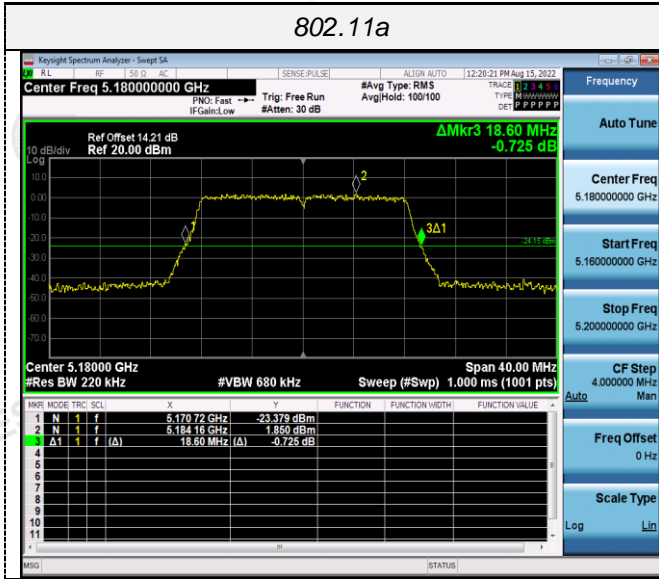 802.11a
Keysight Spectrum Analyzer - Swept SA
RL RF 50 Ω AC SENSE:PULSE ALIGN AUTO 12:20:21 PM Aug 15, 2022
Center Freq 5.180000000 GHz
PNO: Fast
IFGain:Low
Trig: Free Run
#Atten: 30 dB
#Avg Type: RMS
Avg|Hold: 100/100
TRACE 1 2 3 4 5 6
TYPE M W W W W W
DET P P P P P P
Ref Offset 14.21 dB
10 dB/div Ref 20.00 dBm
Log
ΔMkr3 18.60 MHz
-0.725 dB
10.0
0.00
-10.0
-20.0
-30.0
-40.0
-50.0
-60.0
-70.0
1
2
3Δ1
-24.15 dBm
Center 5.18000 GHz Span 40.00 MHz
#Res BW 220 kHz #VBW 680 kHz Sweep (#Swp) 1.000 ms (1001 pts)
MKR MODE TRC SCL X Y FUNCTION FUNCTION WIDTH FUNCTION VALUE
1 N 1 f 5.170 72 GHz -23.379 dBm
2 N 1 f 5.184 16 GHz 1.850 dBm
3 Δ1 1 f (Δ) 18.60 MHz (Δ) -0.725 dB
4
5
6
7
8
9
10
11
MSG STATUS
Frequency
Auto Tune
Center Freq
5.180000000 GHz
Start Freq
5.160000000 GHz
Stop Freq
5.200000000 GHz
CF Step
4.000000 MHz
Auto Man
Freq Offset
0 Hz
Scale Type
Log Lin